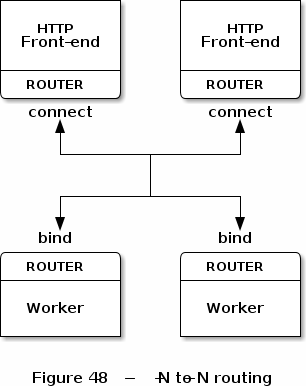 HTTP HTTP
Front-end Front-end
ROUTER ROUTER
connect connect
bind bind
ROUTER ROUTER
Worker Worker
Figure 48 – N to N routing